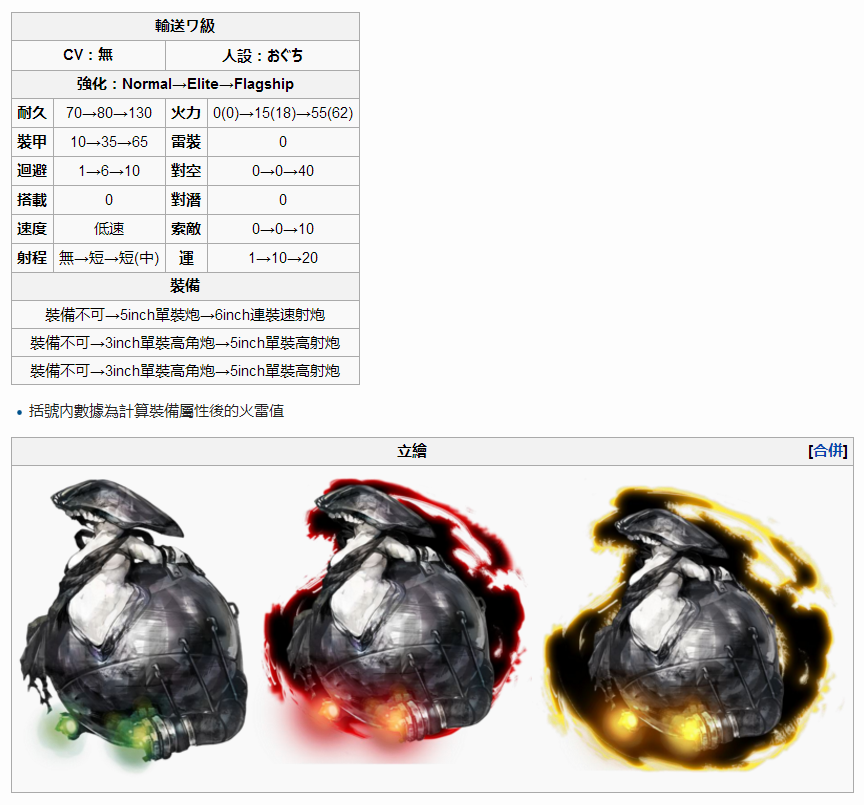 輸送ワ級
CV：無 人設：おぐち
強化：Normal→Elite→Flagship
耐久 70→80→130 火力 0(0)→15(18)→55(62)
裝甲 10→35→65 雷裝 0
迴避 1→6→10 對空 0→0→40
搭載 0 對潛 0
速度 低速 索敵 0→0→10
射程 無→短→短(中) 運 1→10→20
裝備
裝備不可→5inch單裝炮→6inch連裝速射炮
裝備不可→3inch單裝高角炮→5inch單裝高射炮
裝備不可→3inch單裝高角炮→5inch單裝高射炮
• 括號內數據為計算裝備屬性後的火雷值
立繪 [合併]